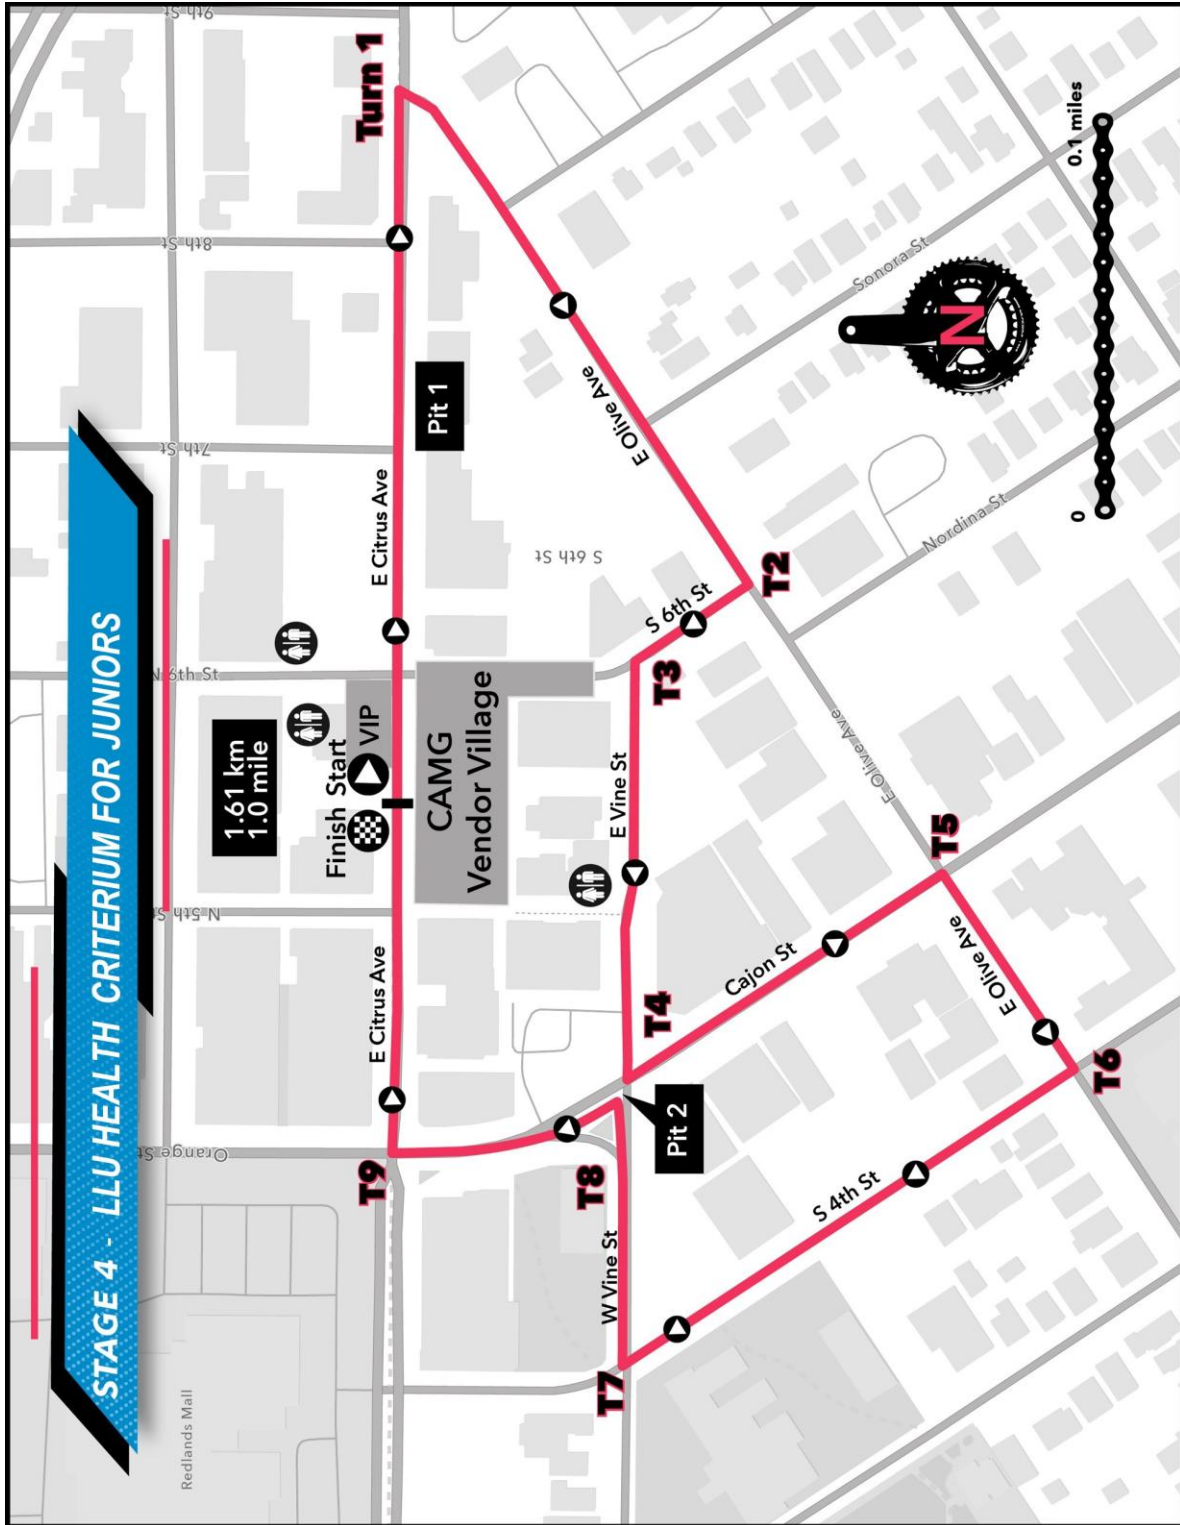 STAGE 4 - LLU HEALTH CRITERIUM FOR JUNIORS
Redlands Mall
Orange St
N 5th St
N 6th St
7th St
8th St
9th St
1.61 km
1.0 mile
Finish
Start
VIP
T9
E Citrus Ave
E Citrus Ave
Turn 1
CAMG
Vendor Village
Pit 1
S 6th St
T8
T7
W Vine St
Pit 2
T4
E Vine St
T3
S 6th St
E Olive Ave
T2
Cajon St
S 4th St
E Olive Ave
T5
E Olive Ave
T6
Nordina St
Sonora St
N
0
0.1 miles